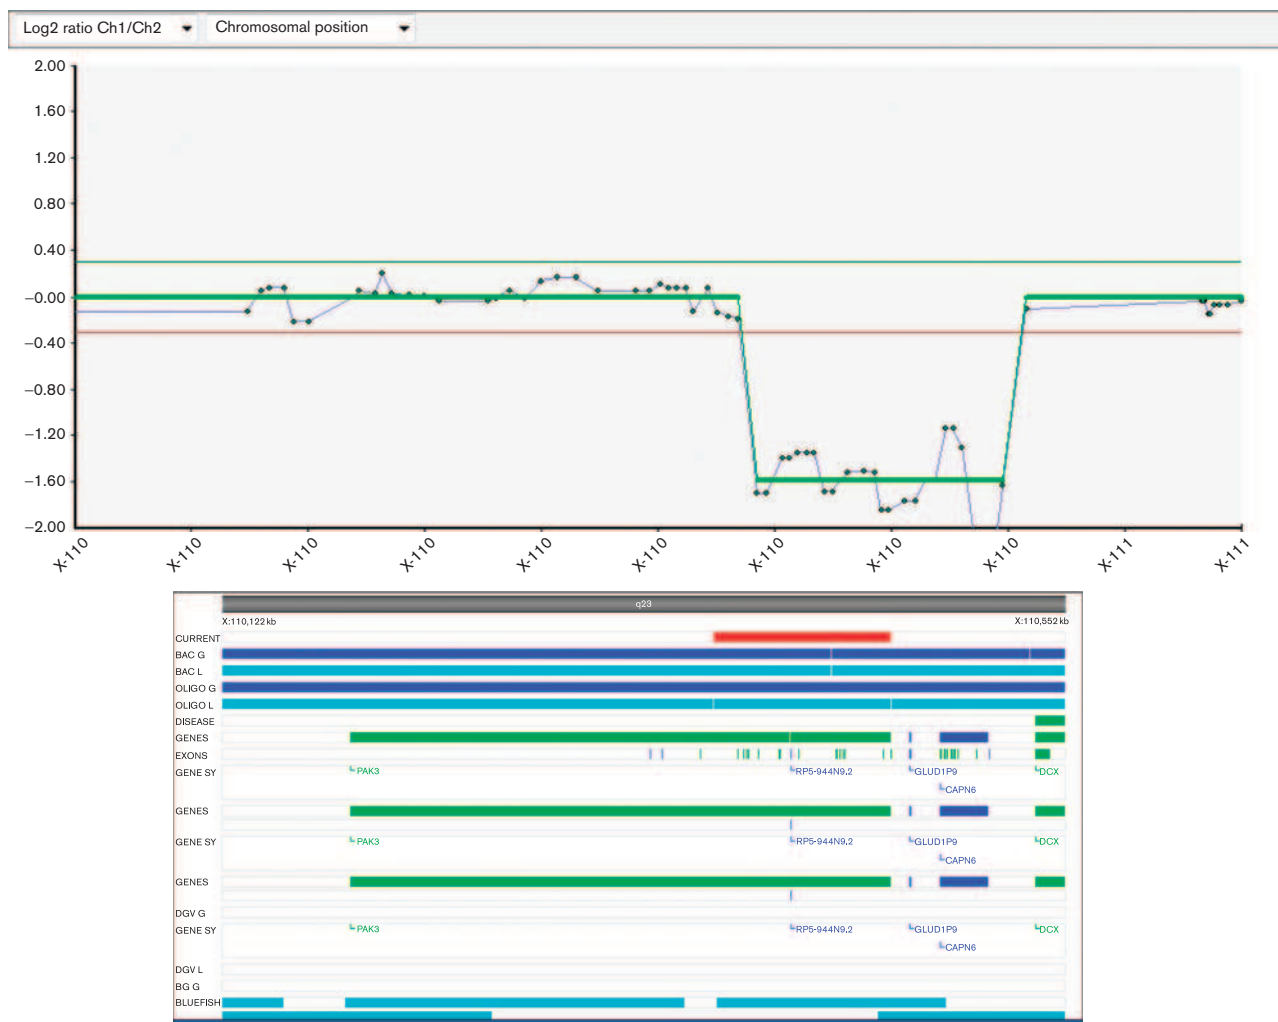 Log2 ratio Ch1/Ch2 Chromosomal position
2.00
1.60
1.20
0.80
0.40
−0.00
−0.40
−0.80
−1.20
−1.60
−2.00
X-110 X-110 X-110 X-110 X-110 X-110 X-110 X-110 X-110 X-111 X-111
q23
X:110,122 kb X:110,552 kb
CURRENT
BAC G
BAC L
OLIGO G
OLIGO L
DISEASE
GENES
EXONS
GENE SY PAK3 RP5-944N9.2 GLUD1P9 DCX
CAPN6
GENES
GENE SY PAK3 RP5-944N9.2 GLUD1P9 DCX
CAPN6
GENES
DGV G
GENE SY PAK3 RP5-944N9.2 GLUD1P9 DCX
CAPN6
DGV L
BG G
BLUEFISH